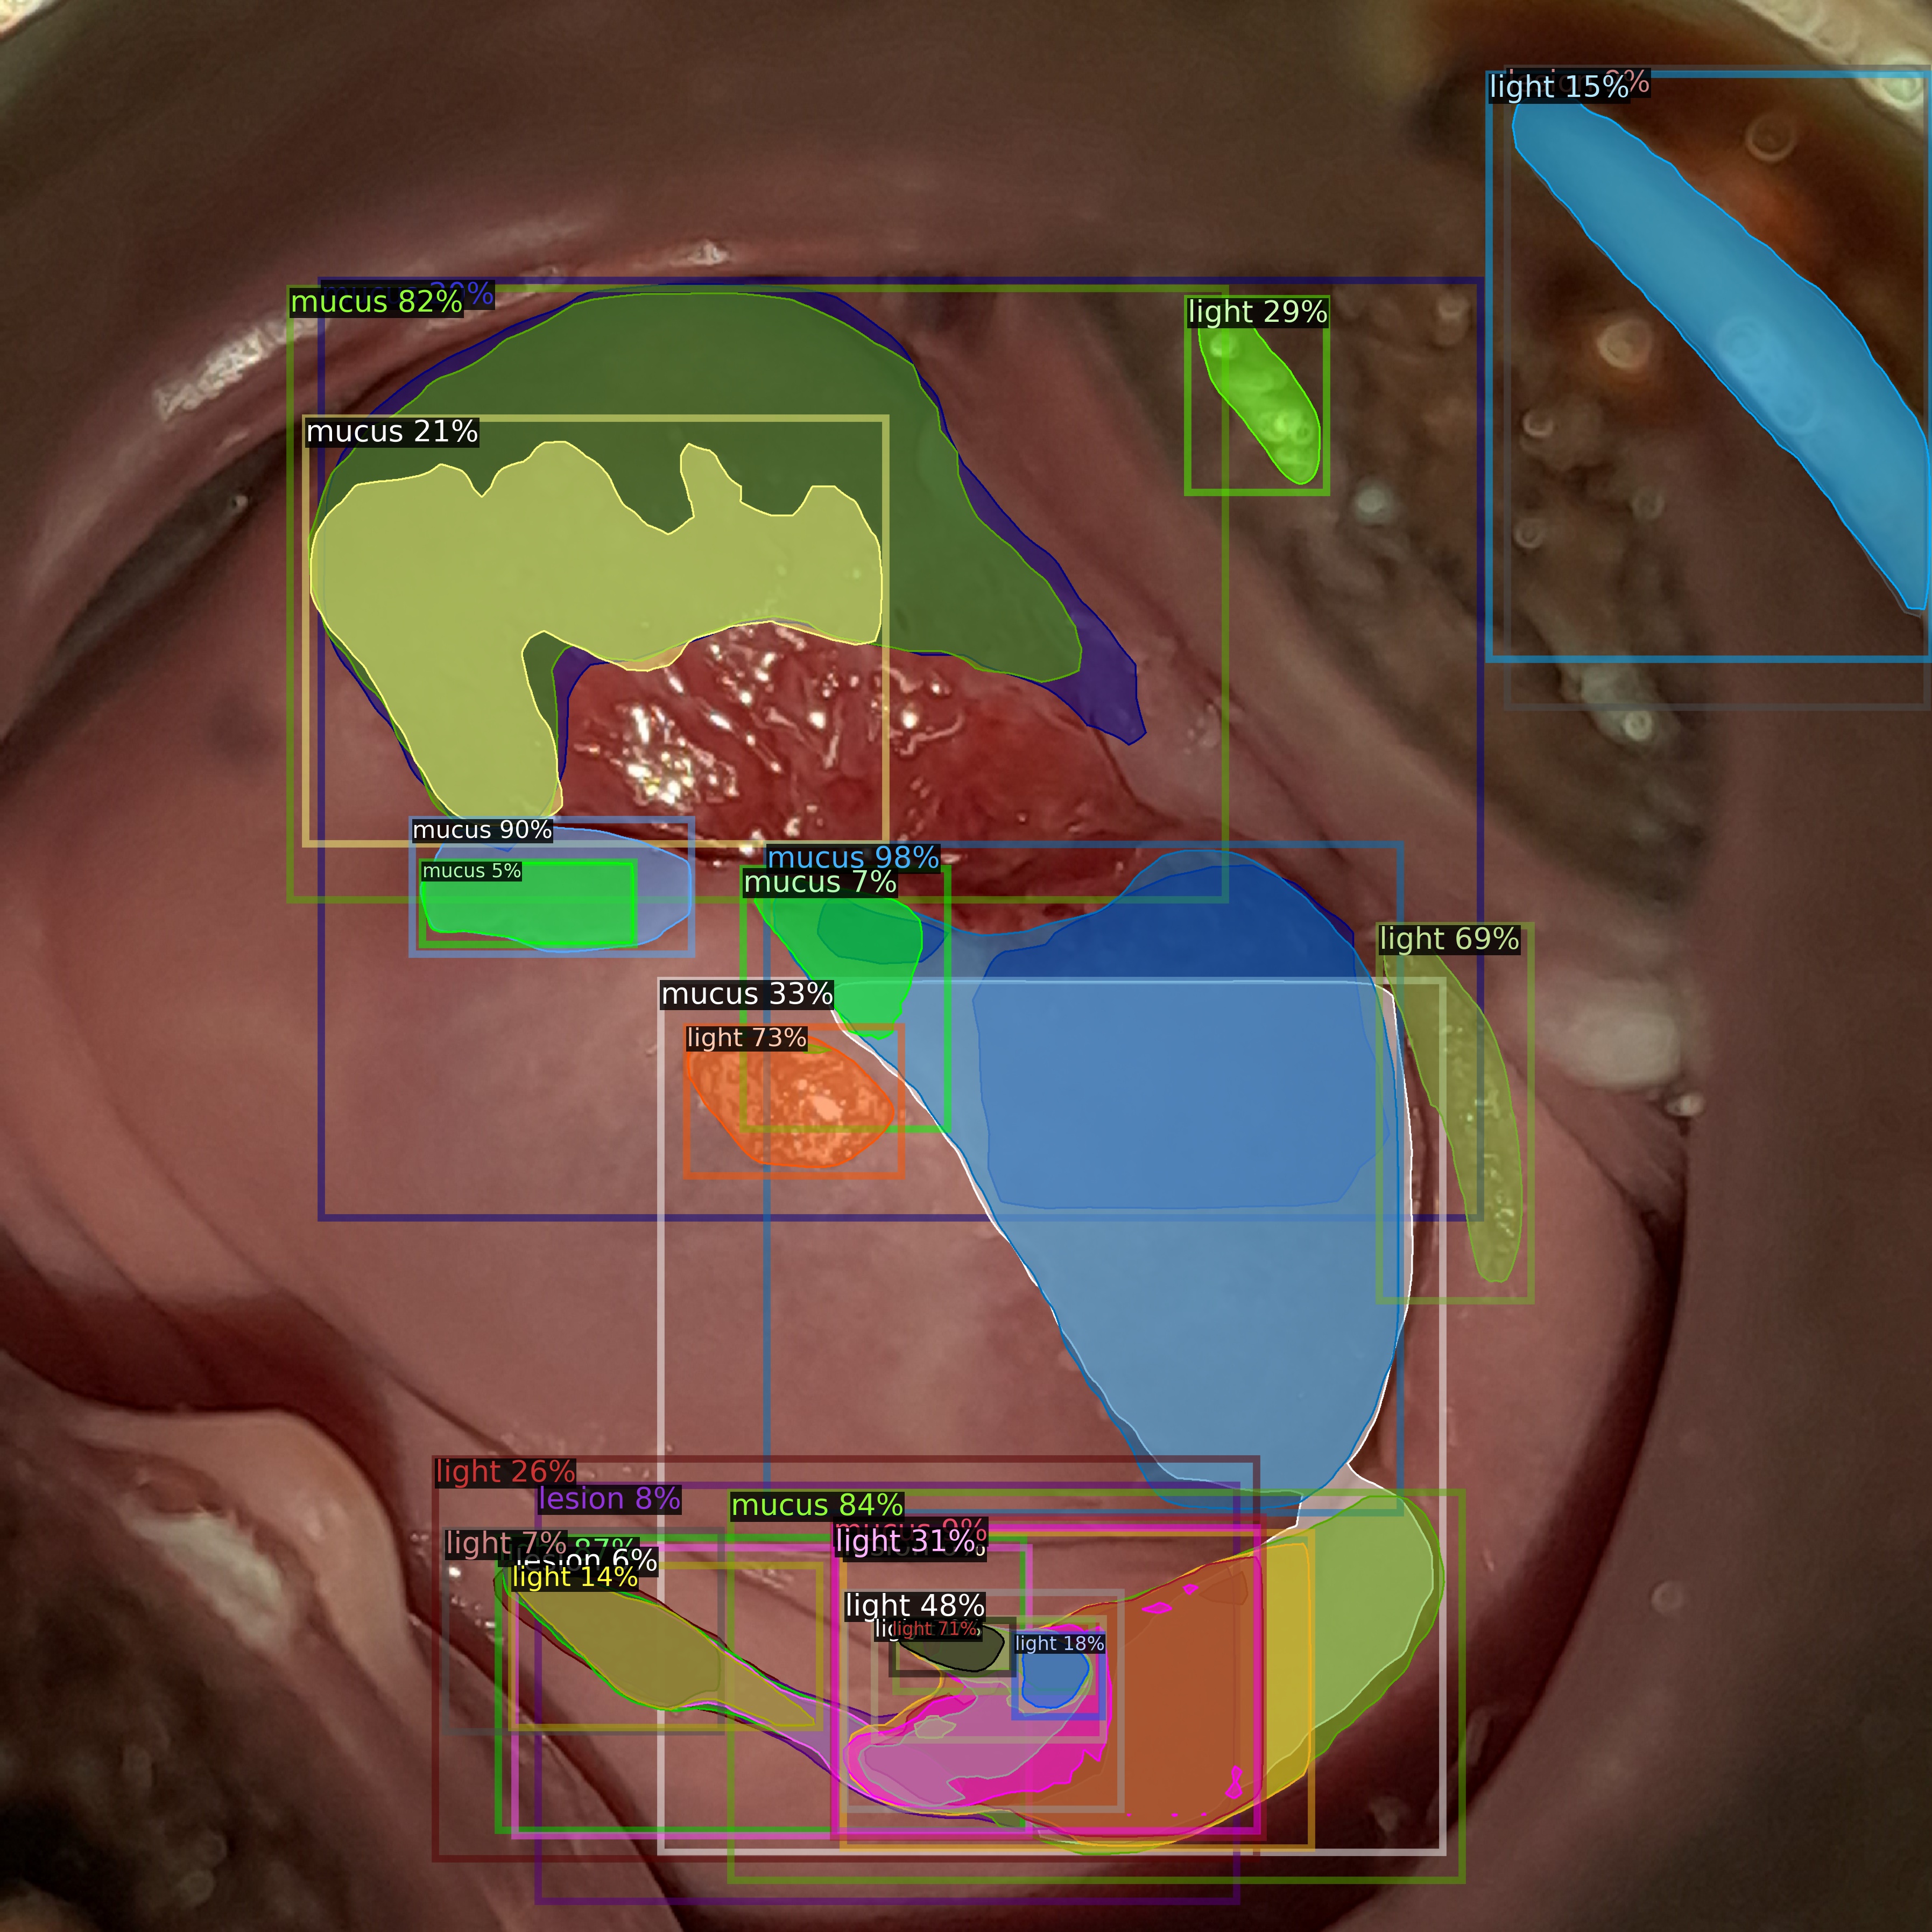 light 15%
mucus 82%
light 29%
mucus 21%
mucus 90%
mucus 98%
mucus 5%
mucus 7%
light 69%
mucus 33%
light 73%
light 26%
lesion 8%
mucus 84%
light 31%
light 7%
87%
lesion 6%
light 14%
light 48%
light 71%
light 18%